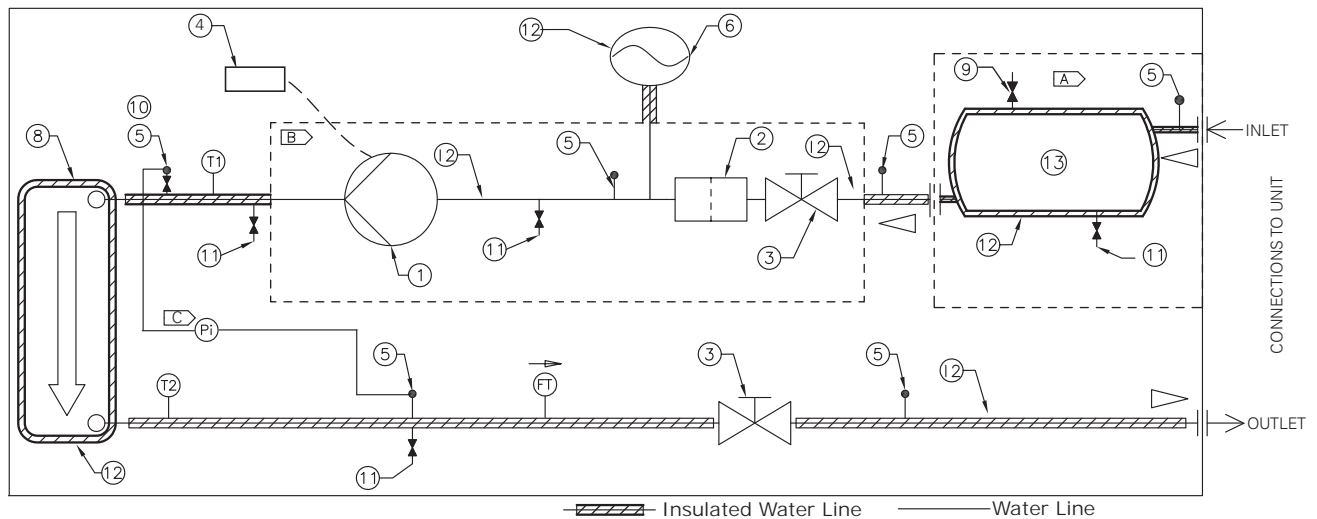 4
12
6
9
A
5
10
5
8
T1
B
12
5
2
12
5
INLET
13
11
11
1
3
12
11
CONNECTIONS TO UNIT
C
Pi
5
3
5
12
T2
FT
OUTLET
12
11
Insulated Water Line
Water Line